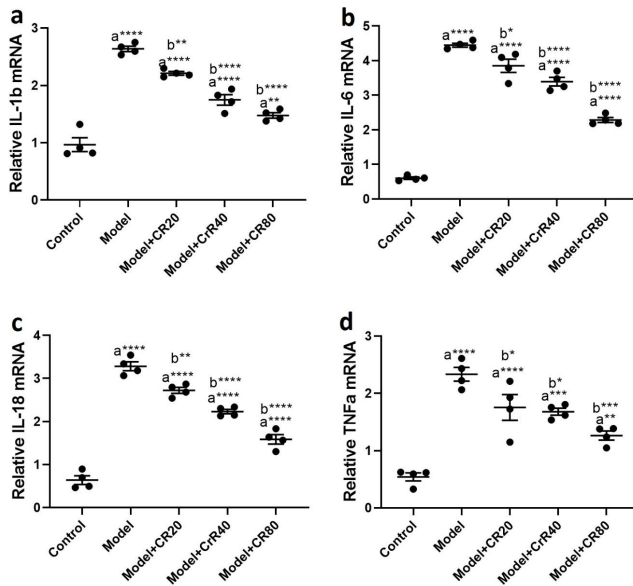 a
Relative IL-1b mRNA
3
2
1
0
a****
b**
a****
b****
a****
b****
a**
Control
Model
Model+CR20
Model+CrR40
Model+CR80
b
Relative IL-6 mRNA
6
5
4
3
2
1
0
a****
b*
a****
b****
a****
b****
a****
Control
Model
Model+CR20
Model+CrR40
Model+CR80
c
Relative IL-18 mRNA
4
3
2
1
0
a****
b**
a****
b****
a****
b****
a****
Control
Model
Model+CR20
Model+CrR40
Model+CR80
d
Relative TNFa mRNA
3
2
1
0
a****
b*
a****
b*
a***
b***
a**
Control
Model
Model+CR20
Model+CrR40
Model+CR80